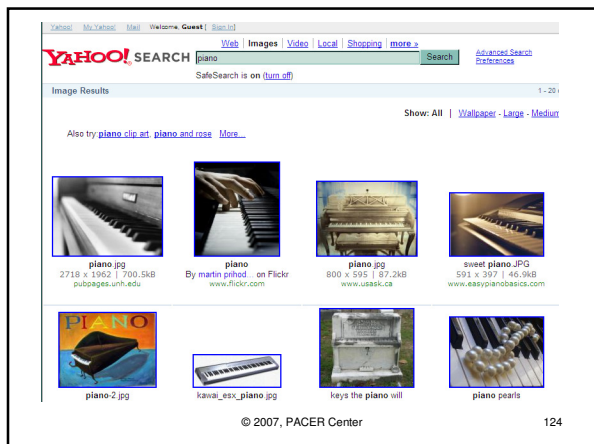 Yahoo! My Yahoo! Mail Welcome, Guest [ Sign In]
Web | Images | Video | Local | Shopping | more »
YAHOO! SEARCH piano Search Advanced Search
Preferences
SafeSearch is on (turn off)
Image Results 1 - 20
Show: All | Wallpaper - Large - Medium
Also try: piano clip art, piano and rose More...
piano.jpg
2718 x 1962 | 700.5kB
pubpages.unh.edu
piano
By martin prihod... on Flickr
www.flickr.com
piano.jpg
800 x 595 | 87.2kB
www.usask.ca
sweet piano.JPG
591 x 397 | 46.9kB
www.easypianobasics.com
PIANO
piano-2.jpg
kawai_esx_piano.jpg
keys the piano will
piano pearls
© 2007, PACER Center 124